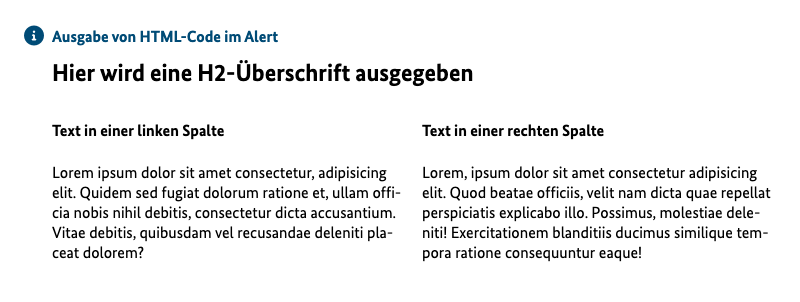 Ausgabe von HTML-Code im Alert
Hier wird eine H2-Überschrift ausgegeben
Text in einer linken Spalte
Lorem ipsum dolor sit amet consectetur, adipisicing
elit. Quidem sed fugiat dolorum ratione et, ullam offi-
cia nobis nihil debitis, consectetur dicta accusantium.
Vitae debitis, quibusdam vel recusandae deleniti pla-
ceat dolorem?
Text in einer rechten Spalte
Lorem, ipsum dolor sit amet consectetur adipisicing
elit. Quod beatae officiis, velit nam dicta quae repellat
perspiciatis explicabo illo. Possimus, molestiae dele-
niti! Exercitationem blanditiis ducimus similique tem-
pora ratione consequuntur eaque!